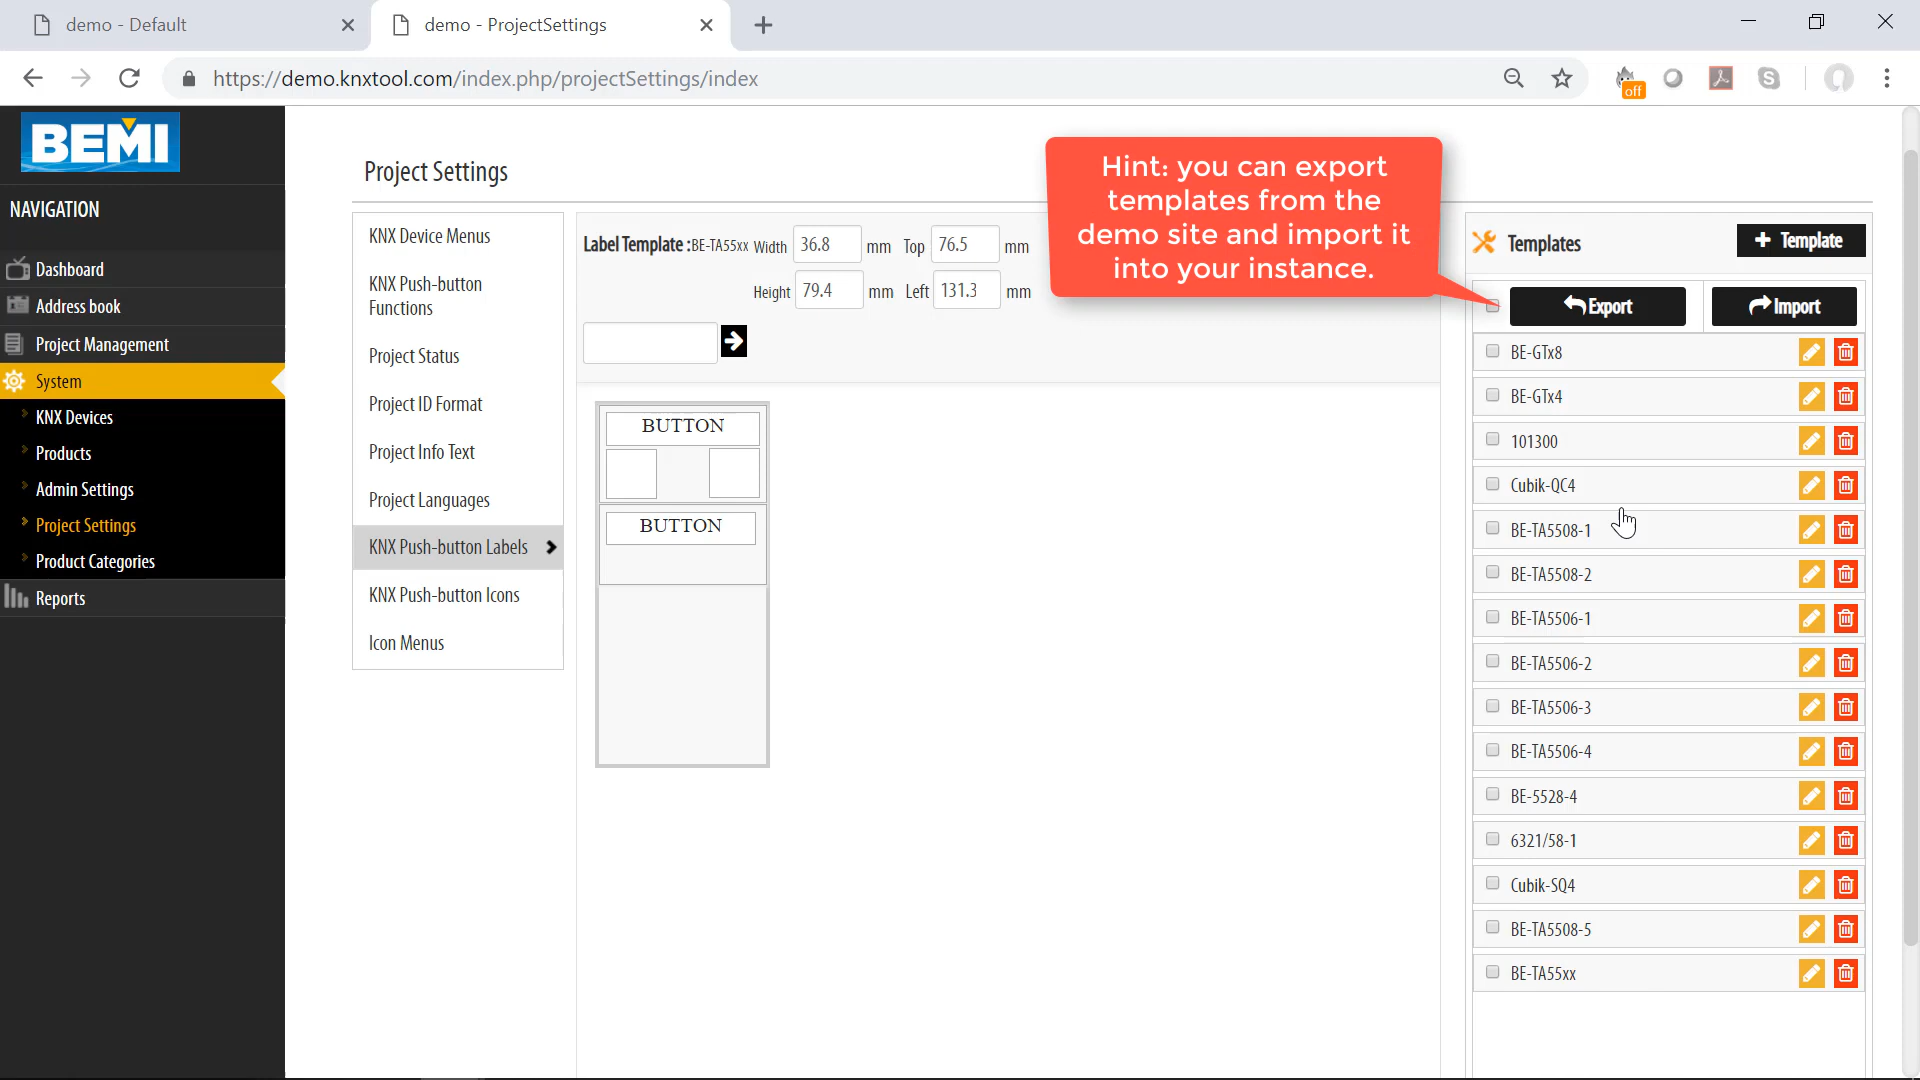 demo - Default
demo - ProjectSettings
https://demo.knxtool.com/index.php/projectSettings/index
off
BEMI
NAVIGATION
Dashboard
Address book
Project Management
System
KNX Devices
Products
Admin Settings
Project Settings
Product Categories
Reports
Project Settings
KNX Device Menus
KNX Push-button
Functions
Project Status
Project ID Format
Project Info Text
Project Languages
KNX Push-button Labels
KNX Push-button Icons
Icon Menus
Label Template :BE-TA55xx Width 36.8 mm Top 76.5 mm
Height 79.4 mm Left 131.3 mm
BUTTON
BUTTON
Hint: you can export
templates from the
demo site and import it
into your instance.
Templates
+ Template
Export
Import
BE-GTx8
BE-GTx4
101300
Cubik-QC4
BE-TA5508-1
BE-TA5508-2
BE-TA5506-1
BE-TA5506-2
BE-TA5506-3
BE-TA5506-4
BE-5528-4
6321/58-1
Cubik-SQ4
BE-TA5508-5
BE-TA55xx